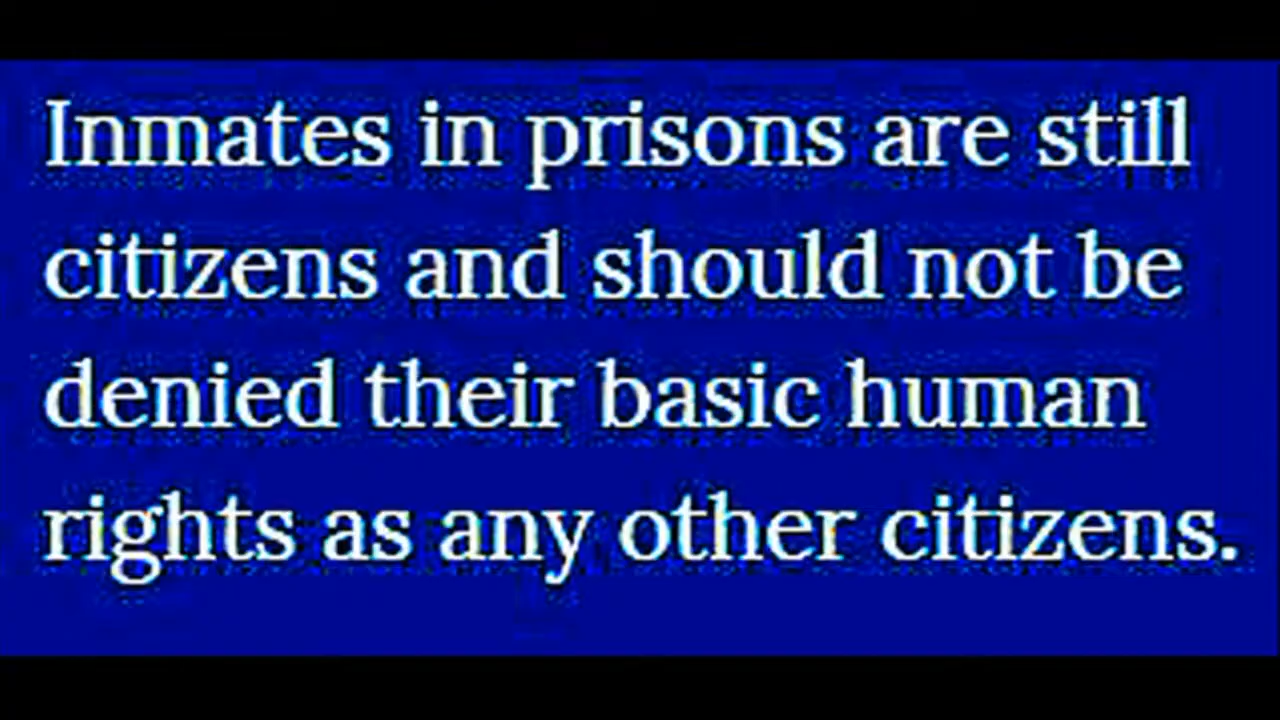 Inmates in prisons are still
citizens and should not be
denied their basic human
rights as any other citizens.